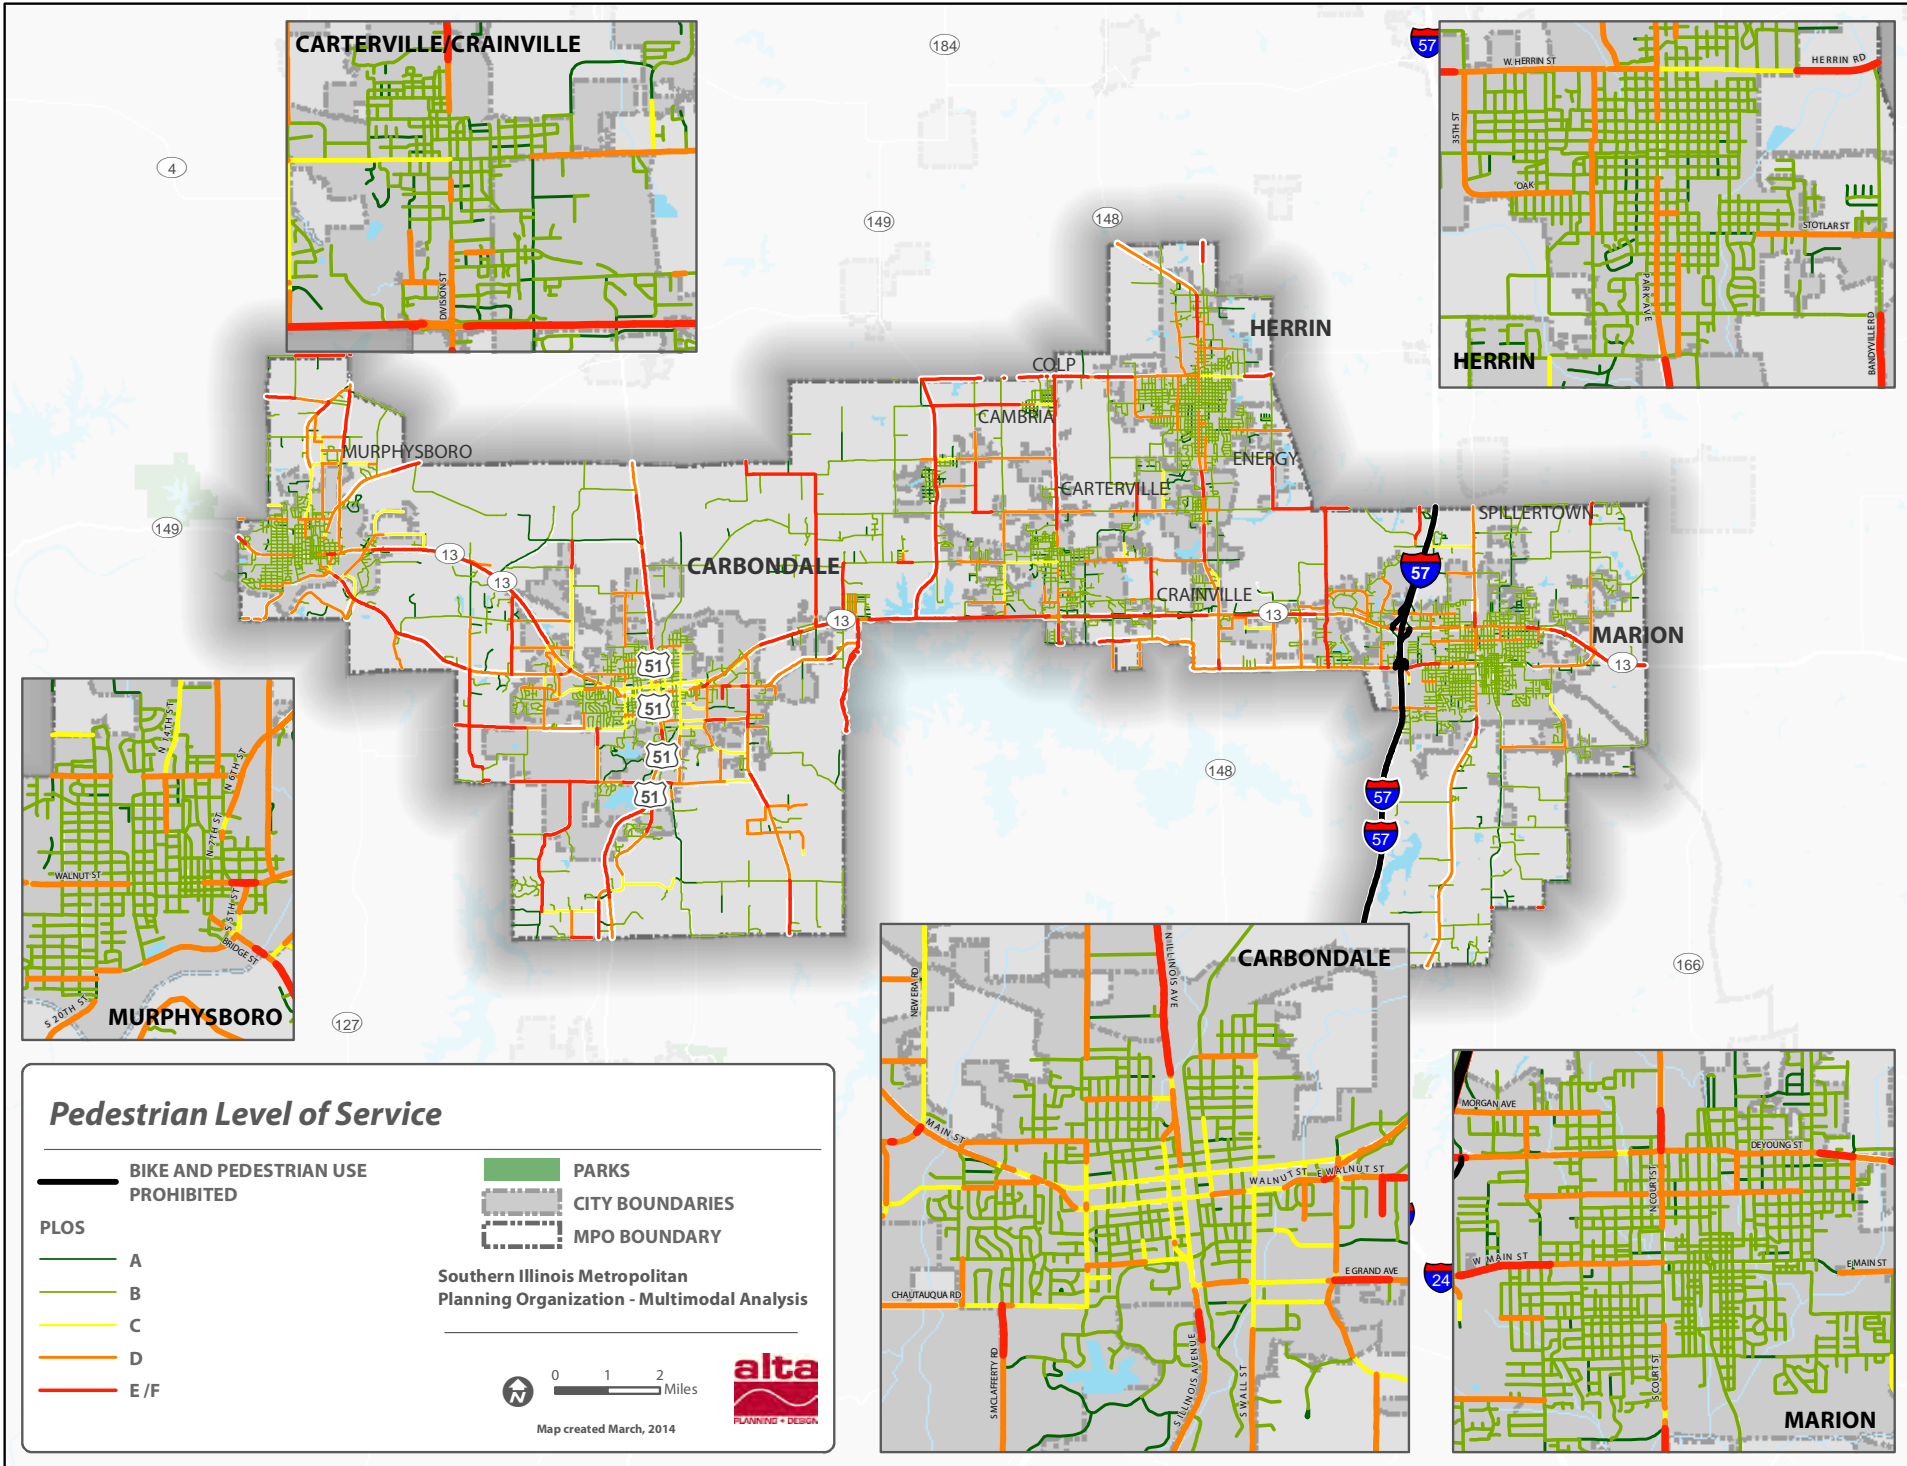 CARTERVILLE/CRAINVILLE
DIVISION ST
184
57
W. HERRIN ST
HERRIN RD
35TH ST
OAK
STOTLAR ST
PARK AVE
BANDYVILLE RD
HERRIN
4
149
148
HERRIN
COLP
CAMBRIA
MURPHYSBORO
ENERGY
CARTERVILLE
SPILLERTOWN
149
13
13
CARBONDALE
57
CRAINVILLE
13
13
MARION
13
51
51
51
51
148
57
57
N 14TH ST
N 6TH ST
N 7TH ST
WALNUT ST
S 5TH ST
BRIDGE ST
S 20TH ST
MURPHYSBORO
127
166
CARBONDALE
N ILLINOIS AVE
NEW ERA RD
MAIN ST
WALNUT ST
E WALNUT ST
E GRAND AVE
CHAUTAUQUA RD
S MCLAFFERTY RD
S ILLINOIS AVENUE
S WALL ST
24
MORGAN AVE
DEYOUNG ST
N COURT ST
W MAIN ST
E MAIN ST
S COURT ST
MARION
Pedestrian Level of Service
BIKE AND PEDESTRIAN USE
PROHIBITED
PLOS
A
B
C
D
E /F
PARKS
CITY BOUNDARIES
MPO BOUNDARY
Southern Illinois Metropolitan
Planning Organization - Multimodal Analysis
N
0 1 2
Miles
Map created March, 2014
alta
PLANNING + DESIGN